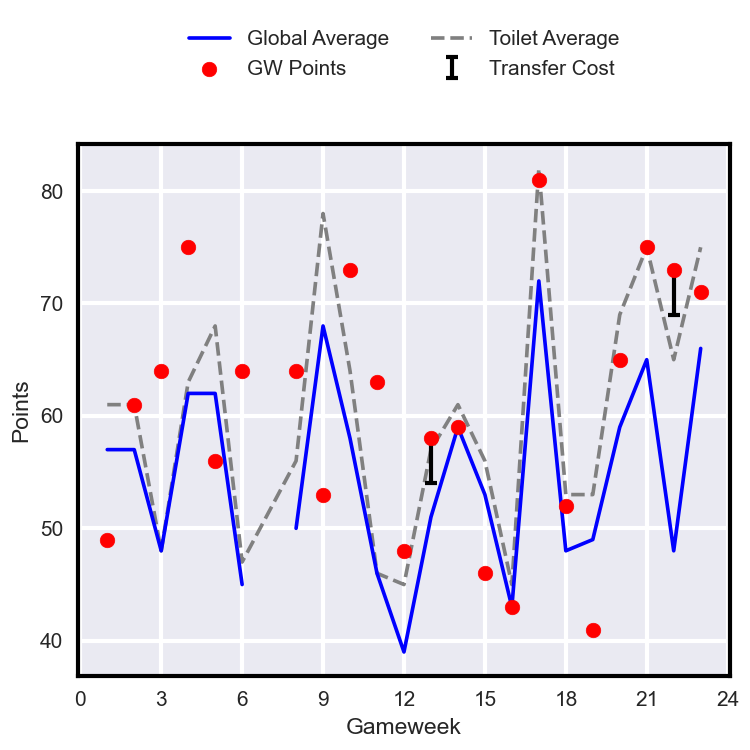 Global Average
Toilet Average
GW Points
Transfer Cost
80
70
60
50
40
Points
0 3 6 9 12 15 18 21 24
Gameweek